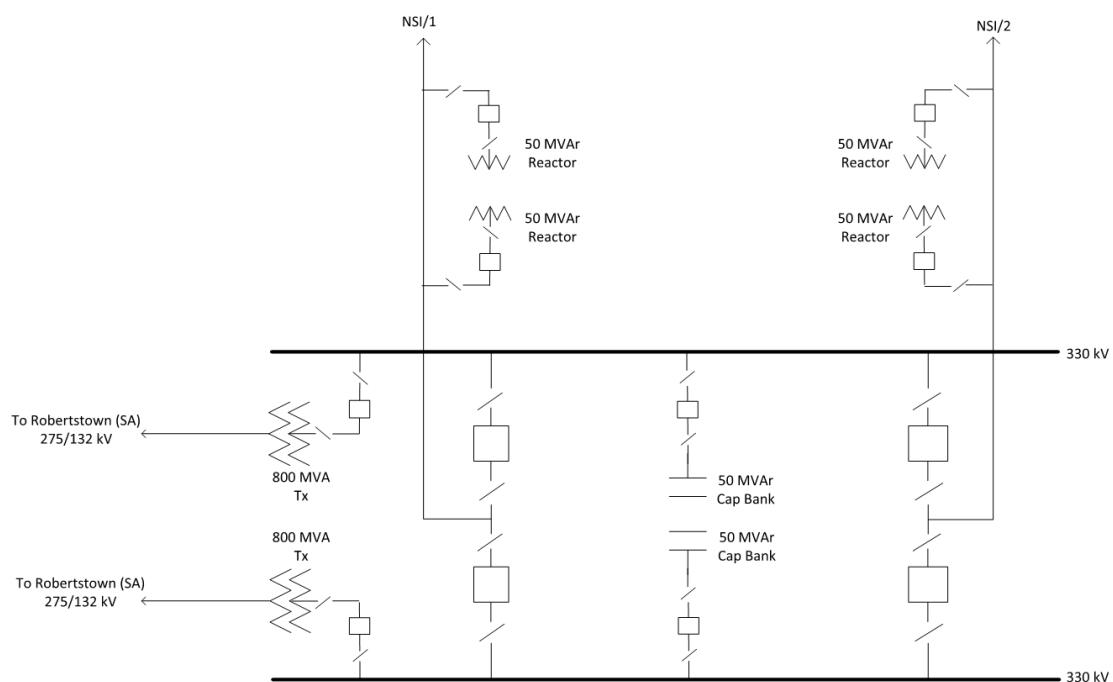 NSI/1
NSI/2
50 MVAr
Reactor
50 MVAr
Reactor
50 MVAr
Reactor
50 MVAr
Reactor
330 kV
To Robertstown (SA)
275/132 kV
800 MVA
Tx
50 MVAr
Cap Bank
800 MVA
Tx
50 MVAr
Cap Bank
To Robertstown (SA)
275/132 kV
330 kV